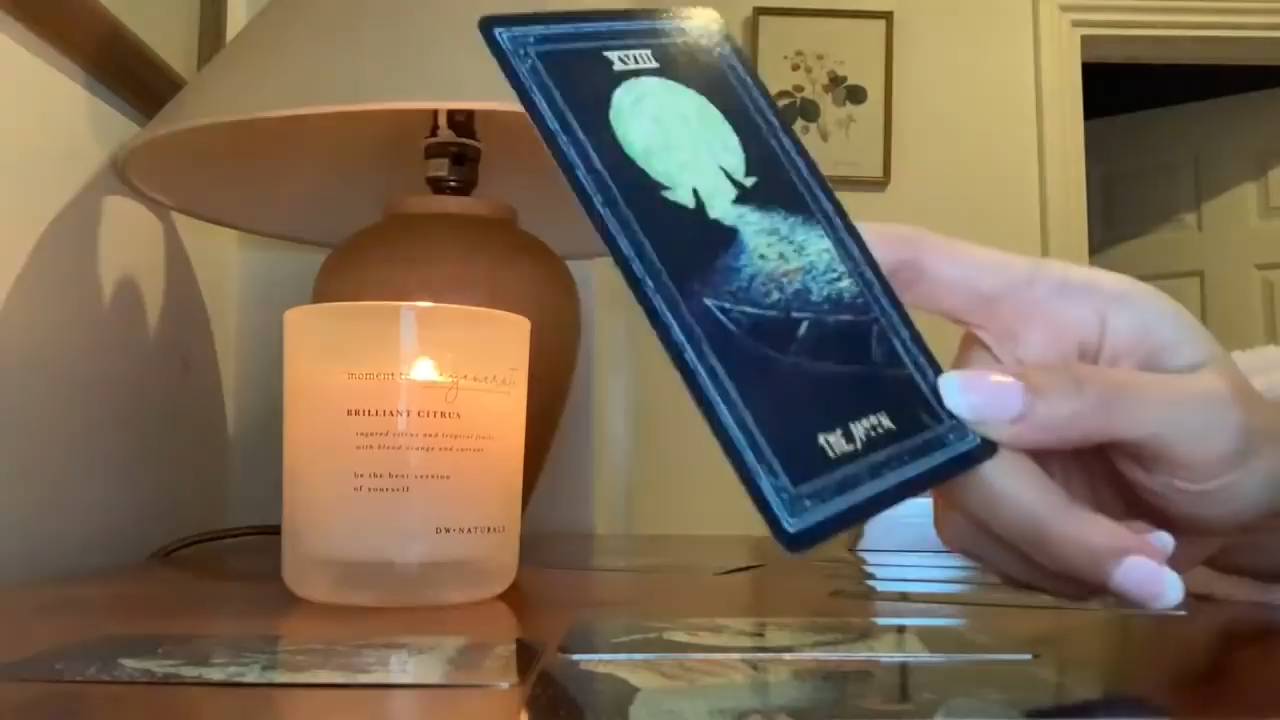 XVIII
THE MOON
moment to
BRILLIANT CITRUS
sugared citrus and tropical fruits
with blood orange and currant
be the best version
of yourself
DW•NATURALS